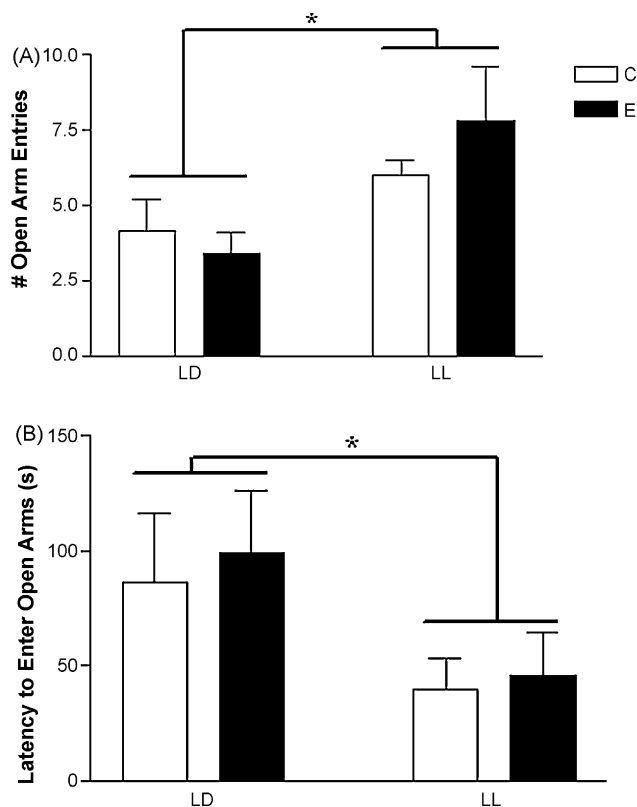 *
(A)
10.0
C
7.5
E
# Open Arm Entries
5.0
2.5
0.0
LD LL
(B)
150
*
Latency to Enter Open Arms (s)
100
50
0
LD LL